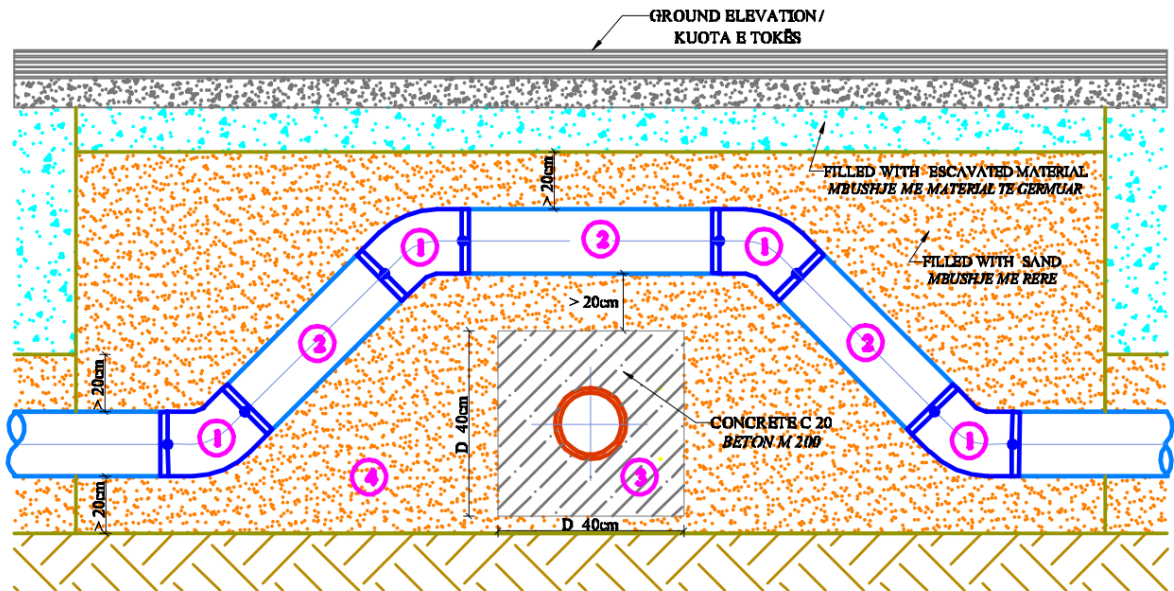 GROUND ELEVATION /
KUOTA E TOKËS
> 20cm
FILLED WITH ESCAVATED MATERIAL
MBUSHJE ME MATERIAL TE GERMUAR
1
2
1
FILLED WITH SAND
MBUSHJE ME RERE
> 20cm
2
2
> 20cm
D 40cm
CONCRETE C 20
BETON M 200
1
1
4
3
> 20cm
D 40cm